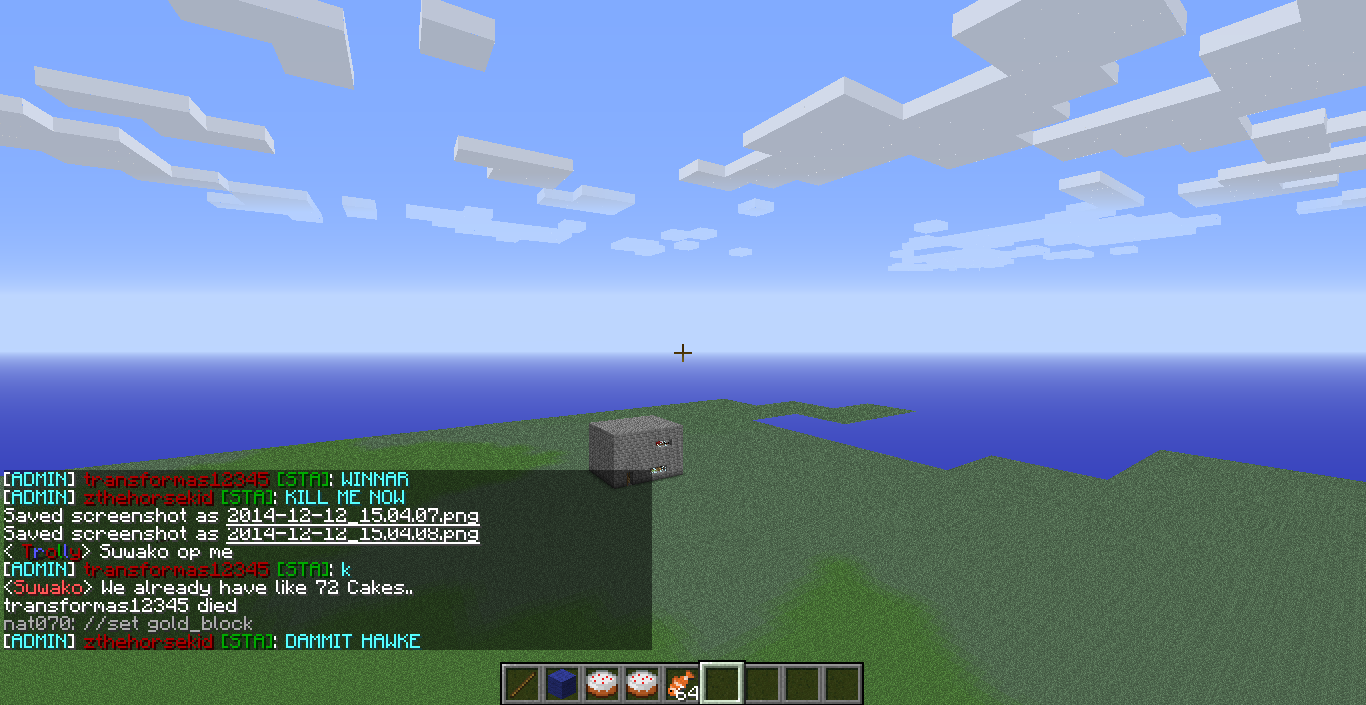 [ADMIN] transformas12345 [STA]: WINNAR
[ADMIN] zthehorsekid [STA]: KILL ME NOW
Saved screenshot as 2014-12-12_15.04.07.png
Saved screenshot as 2014-12-12_15.04.08.png
< Trolly> Suwako op me
[ADMIN] transformas12345 [STA]: k
<Suwako> We already have like 72 Cakes..
transformas12345 died
nat070: //set gold_block
[ADMIN] zthehorsekid [STA]: DAMMIT HAWKE
64